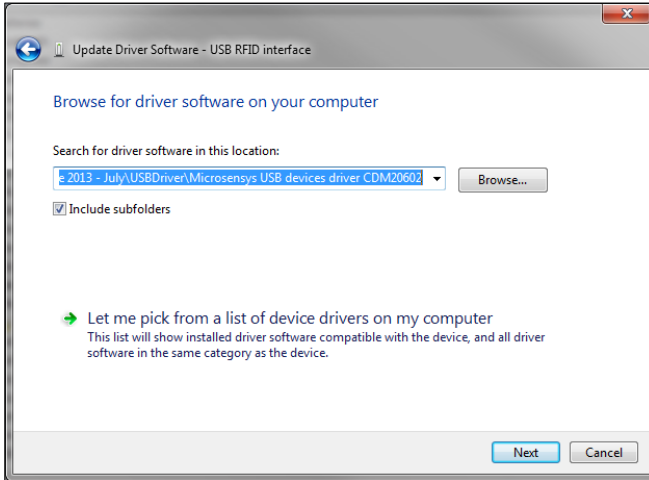 Update Driver Software - USB RFID interface
Browse for driver software on your computer
Search for driver software in this location:
e 2013 - July\USBDriver\Microsensys USB devices driver CDM20602
Browse...
Include subfolders
Let me pick from a list of device drivers on my computer
This list will show installed driver software compatible with the device, and all driver
software in the same category as the device.
Next
Cancel